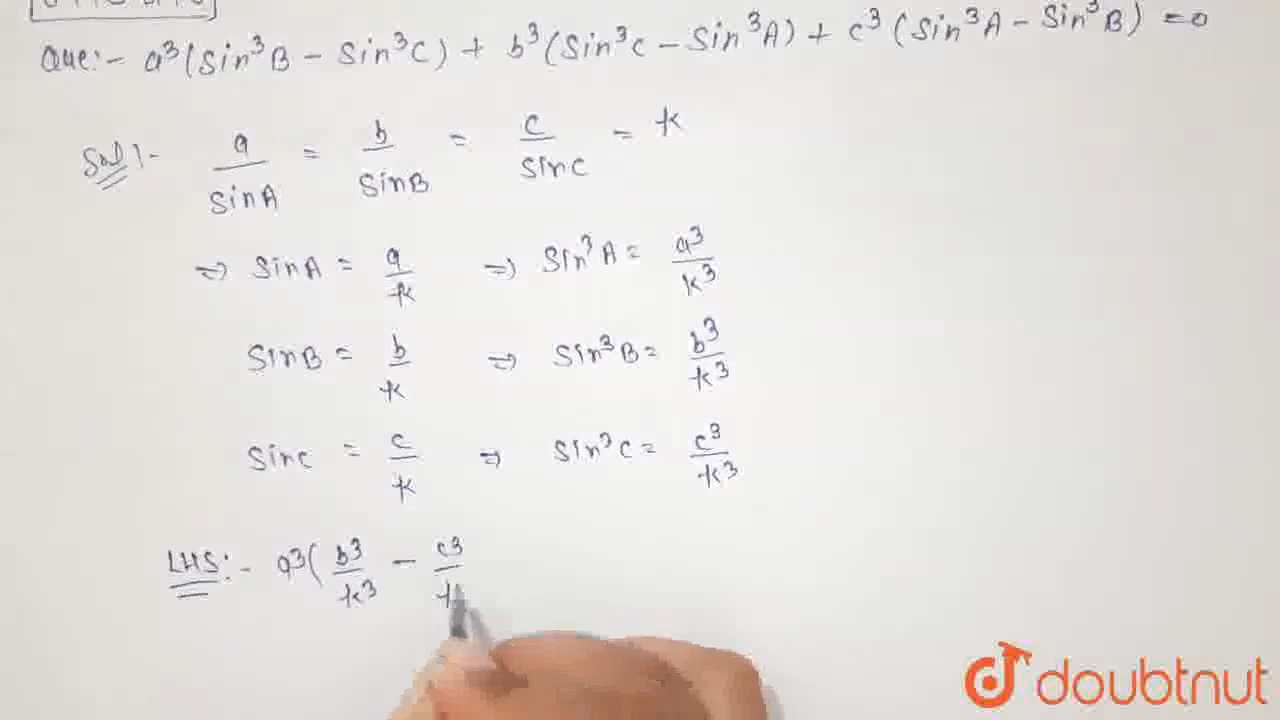 Que:- a³(Sin³B - Sin³C) + b³(Sin³C - Sin³A) + c³(Sin³A - Sin³B) = 0
Sol:- a/SinA = b/SinB = c/SinC = k
⇒ SinA = a/k ⇒ Sin³A = a³/k³
SinB = b/k ⇒ Sin³B = b³/k³
SinC = c/k ⇒ Sin³C = c³/k³
LHS:- a³(b³/k³ - c³/k
doubtnut